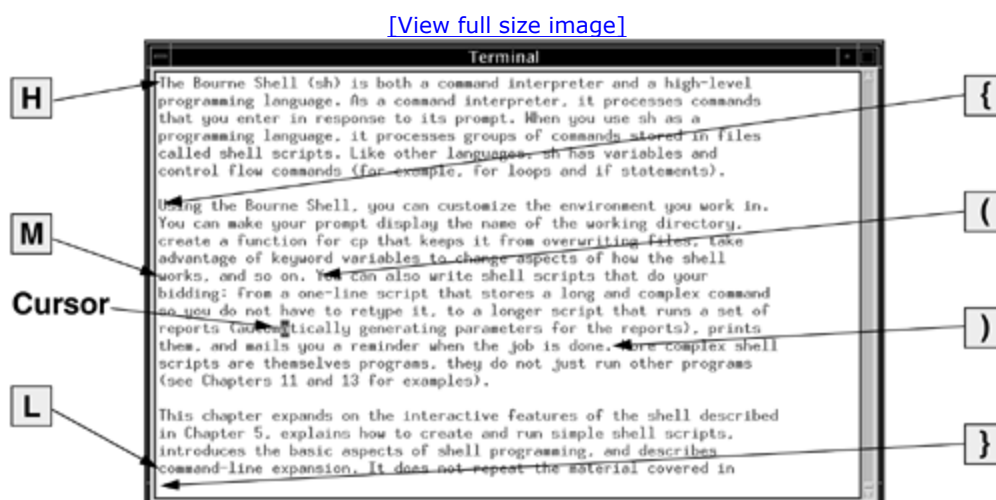 [View full size image]
Terminal
H
{
The Bourne Shell (sh) is both a command interpreter and a high-level
programming language. As a command interpreter, it processes commands
that you enter in response to its prompt. When you use sh as a
programming language, it processes groups of commands stored in files
called shell scripts. Like other languages, sh has variables and
control flow commands (for example, for loops and if statements).
M
(
Using the Bourne Shell, you can customize the environment you work in.
You can make your prompt display the name of the working directory,
create a function for cp that keeps it from overwriting files, take
advantage of keyword variables to change aspects of how the shell
works, and so on. You can also write shell scripts that do your
bidding: from a one-line script that stores a long and complex command
so you do not have to retype it, to a longer script that runs a set of
reports (automatically generating parameters for the reports), prints
them, and mails you a reminder when the job is done. More complex shell
scripts are themselves programs, they do not just run other programs
(see Chapters 11 and 13 for examples).
Cursor
)
L
}
This chapter expands on the interactive features of the shell described
in Chapter 5, explains how to create and run simple shell scripts,
introduces the basic aspects of shell programming, and describes
command-line expansion. It does not repeat the material covered in